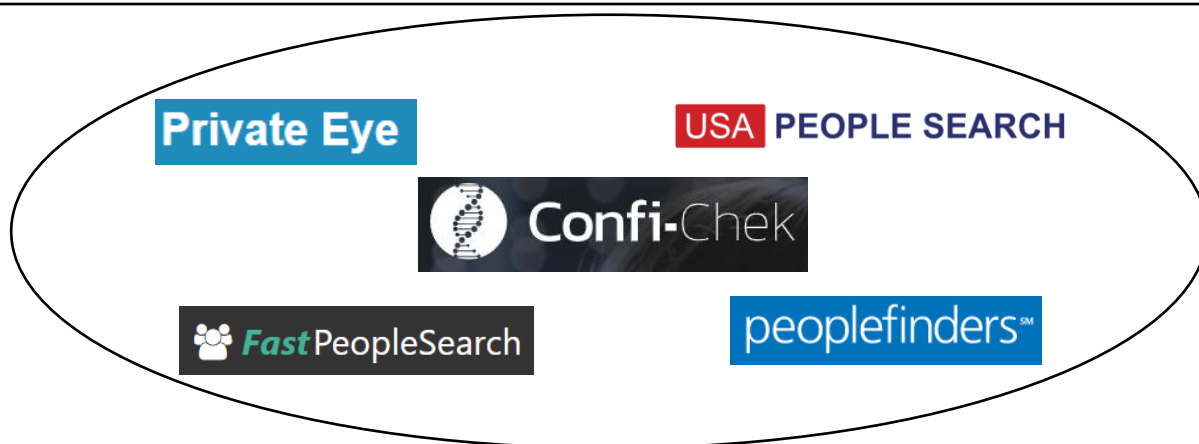 Private Eye
USA PEOPLE SEARCH
Confi-Chek
FastPeopleSearch
peoplefinders℠